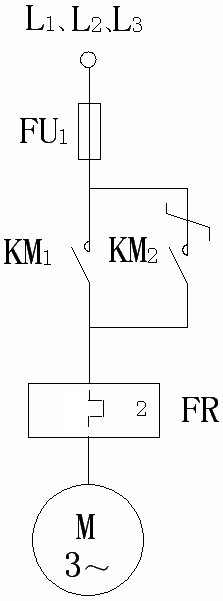 L₁、L₂、L₃
FU₁
KM₁ KM₂
2 FR
M
3～